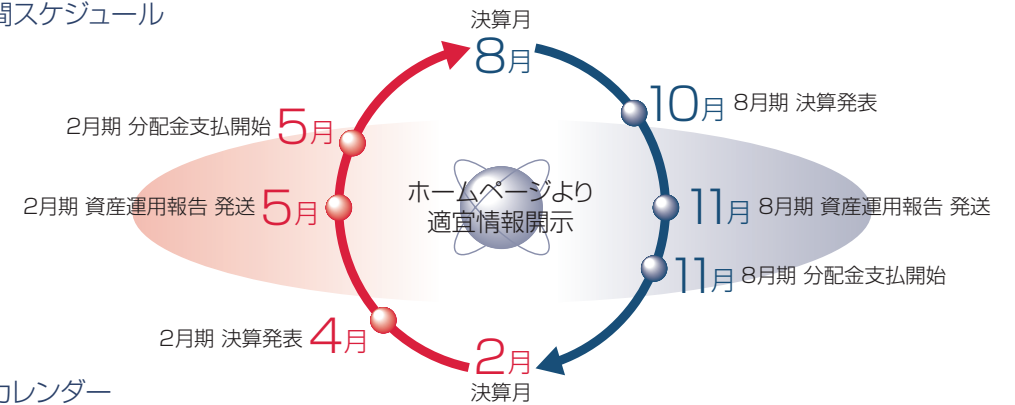 間スケジュール
決算月
8月
10月 8月期 決算発表
2月期 分配金支払開始 5月
ホームページより
適宜情報開示
2月期 資産運用報告 発送 5月
11月 8月期 資産運用報告 発送
11月 8月期 分配金支払開始
2月期 決算発表 4月
2月
決算月
カレンダー